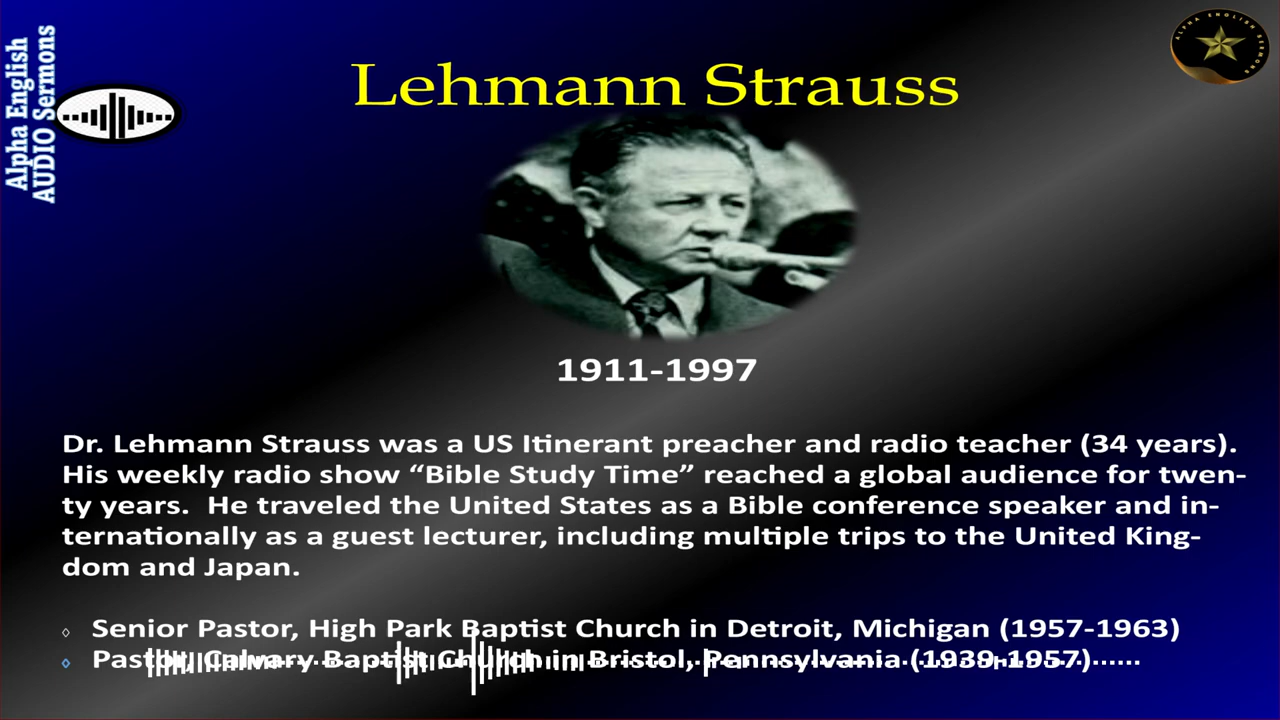 Alpha English
AUDIO Sermons
ALPHA ENGLISH SERMONS
Lehmann Strauss
1911-1997
Dr. Lehmann Strauss was a US Itinerant preacher and radio teacher (34 years).
His weekly radio show “Bible Study Time” reached a global audience for twen-
ty years.  He traveled the United States as a Bible conference speaker and in-
ternationally as a guest lecturer, including multiple trips to the United King-
dom and Japan.
◊ Senior Pastor, High Park Baptist Church in Detroit, Michigan (1957-1963)
◊ Pastor, Calvary Baptist Church in Bristol, Pennsylvania (1939-1957)